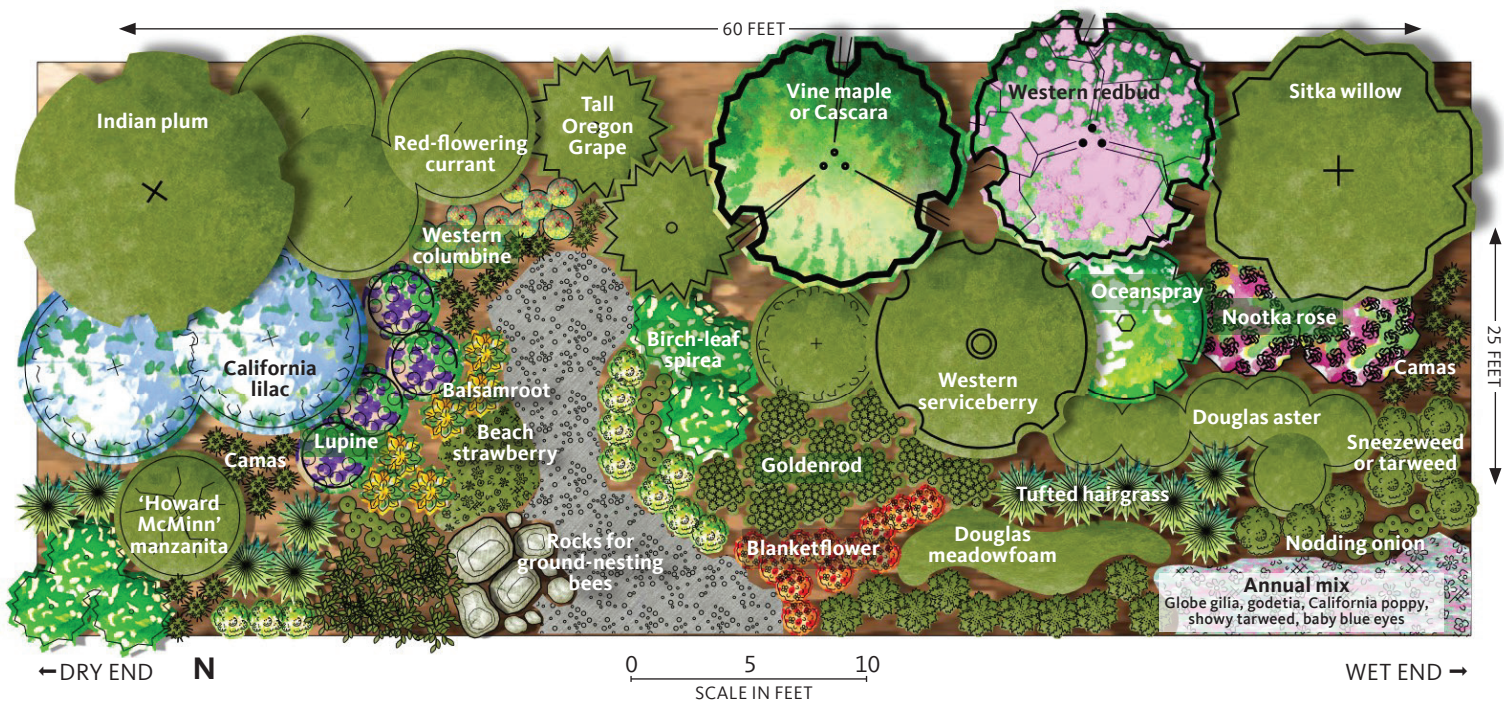 60 FEET
Indian plum
Red-flowering
currant
Tall
Oregon
Grape
Vine maple
or Cascara
Western redbud
Sitka willow
Western
columbine
Oceanspray
Nootka rose
25 FEET
California
lilac
Birch-leaf
spirea
Balsamroot
Western
serviceberry
Camas
Lupine
Camas
Beach
strawberry
Goldenrod
Douglas aster
Sneezeweed
or tarweed
'Howard
McMinn'
manzanita
Tufted hairgrass
Rocks for
ground-nesting
bees
Blanketflower
Douglas
meadowfoam
Nodding onion
Annual mix
Globe gilia, godetia, California poppy,
showy tarweed, baby blue eyes
←DRY END N
0 5 10
SCALE IN FEET
WET END →